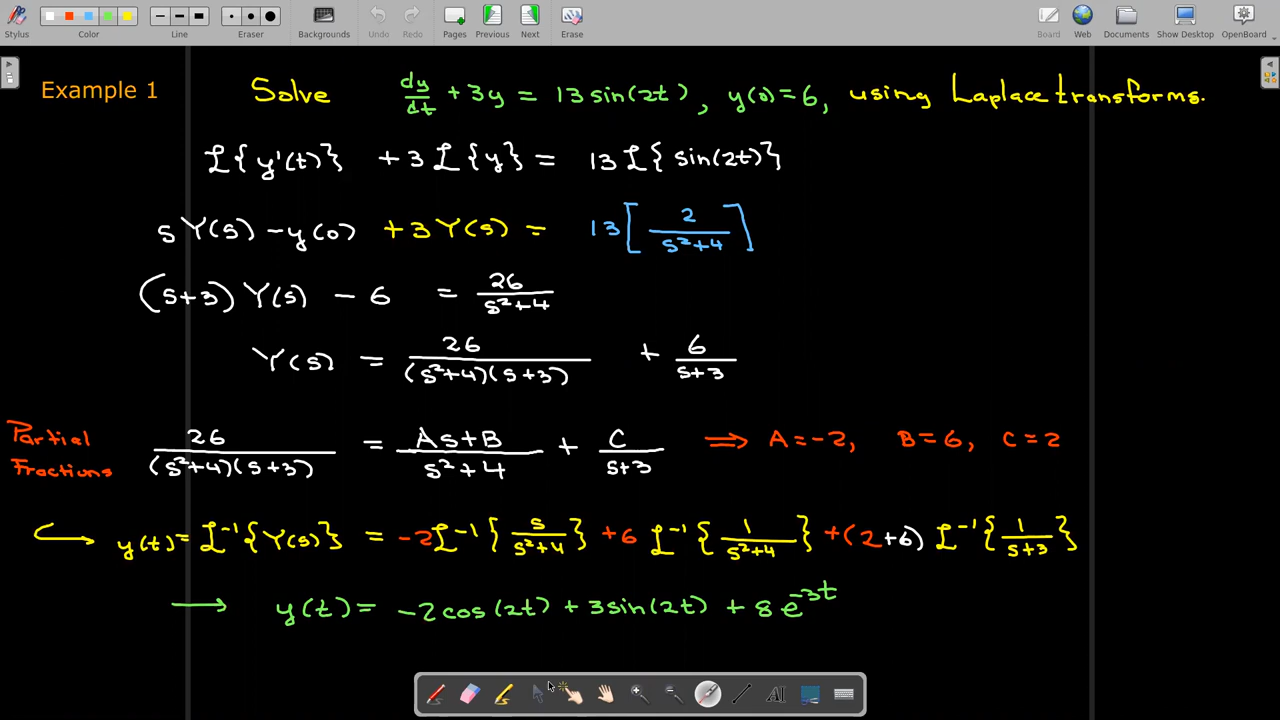 Stylus Color Line Eraser Backgrounds Undo Redo Pages Previous Next Erase Board Web Documents Show Desktop OpenBoard
Example 1 Solve dy/dt + 3y = 13 sin(2t), y(0) = 6, using Laplace transforms.
ℒ{y'(t)} + 3ℒ{y} = 13ℒ{sin(2t)}
sY(s) - y(0) + 3Y(s) = 13[2/(s²+4)]
(s+3)Y(s) - 6 = 26/(s²+4)
Y(s) = 26/((s²+4)(s+3)) + 6/(s+3)
Partial Fractions 26/((s²+4)(s+3)) = (As+B)/(s²+4) + C/(s+3) ⟹ A = -2, B = 6, C = 2
↪ y(t) = ℒ⁻¹{Y(s)} = -2ℒ⁻¹{s/(s²+4)} + 6ℒ⁻¹{1/(s²+4)} + (2+6)ℒ⁻¹{1/(s+3)}
⟶ y(t) = -2cos(2t) + 3sin(2t) + 8e^(-3t)
AI